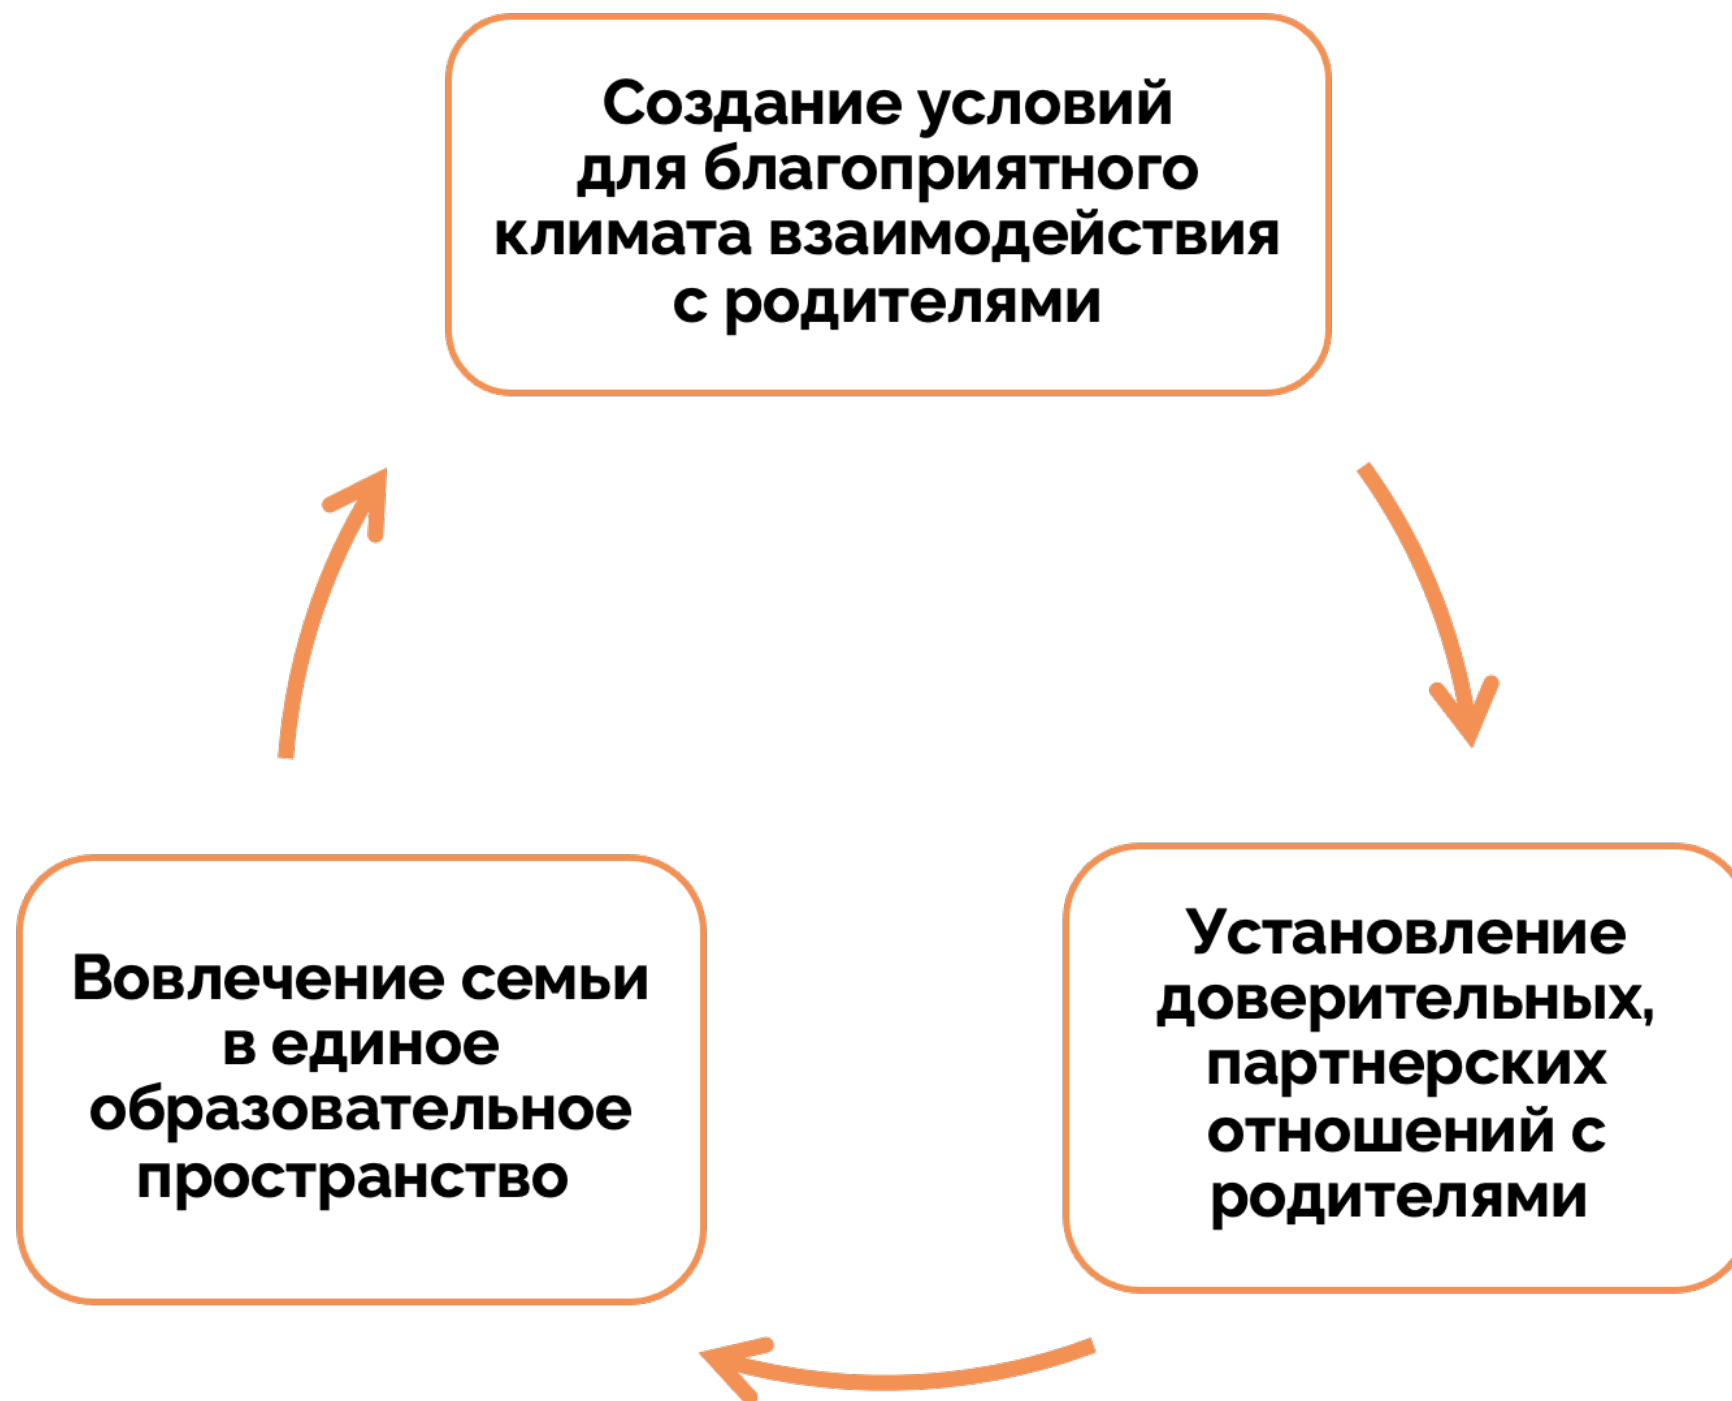 Создание условий
для благоприятного
климата взаимодействия
с родителями
Установление
доверительных,
партнерских
отношений с
родителями
Вовлечение семьи
в единое
образовательное
пространство